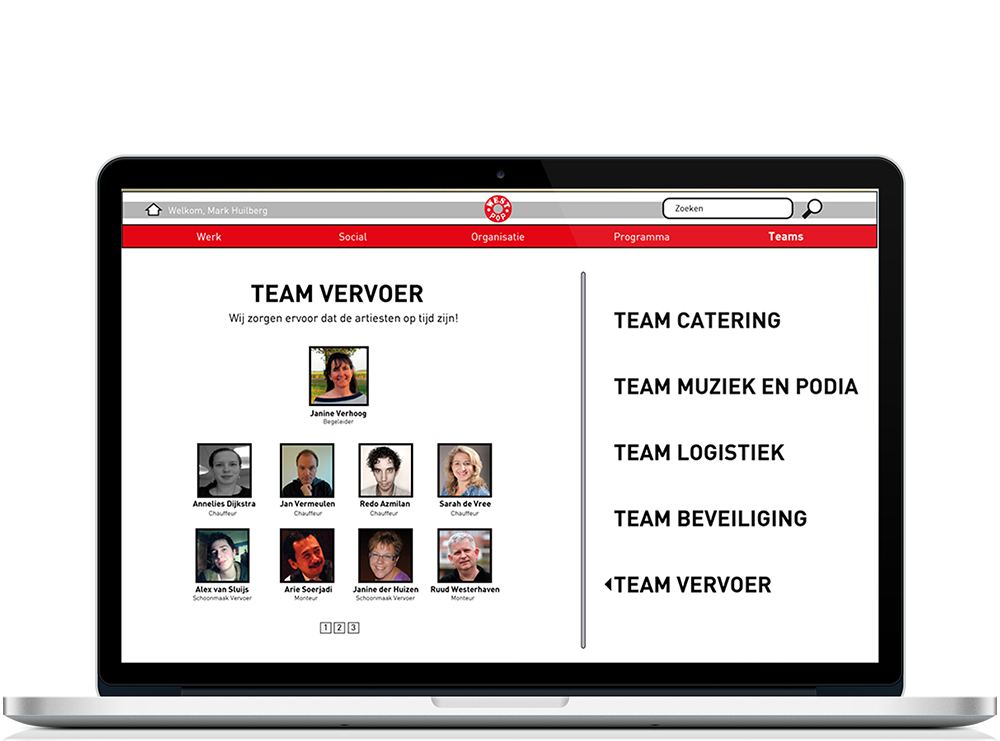 Welkom, Mark Huilberg
WEST
POP
Zoeken
Werk Social Organisatie Programma Teams
TEAM VERVOER
Wij zorgen ervoor dat de artiesten op tijd zijn!
Janine Verhoog
Begeleider
Annelies Dijkstra Jan Vermeulen Redo Azmilan Sarah de Vree
Chauffeur Chauffeur Chauffeur Chauffeur
Alex van Sluijs Arie Soerjadi Janine der Huizen Ruud Westerhaven
Schoonmaak Vervoer Monteur Schoonmaak Vervoer Monteur
1 2 3
TEAM CATERING
TEAM MUZIEK EN PODIA
TEAM LOGISTIEK
TEAM BEVEILIGING
TEAM VERVOER